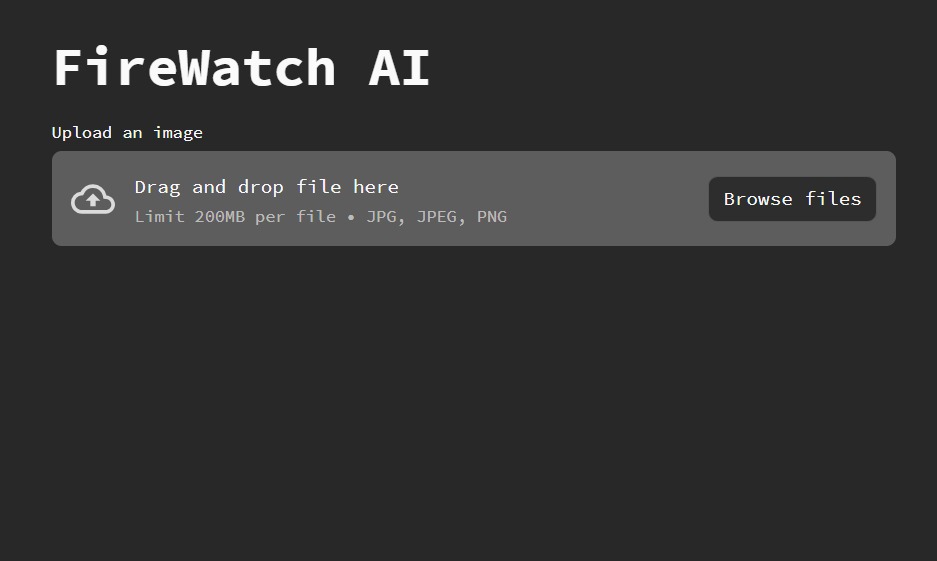 FireWatch AI
Upload an image
Drag and drop file here
Limit 200MB per file • JPG, JPEG, PNG
Browse files